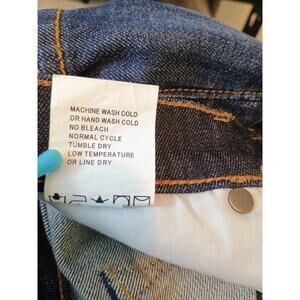 MACHINE WASH COLD
OR HAND WASH COLD
NO BLEACH
NORMAL CYCLE
TUMBLE DRY
LOW TEMPERATURE
OR LINE DRY